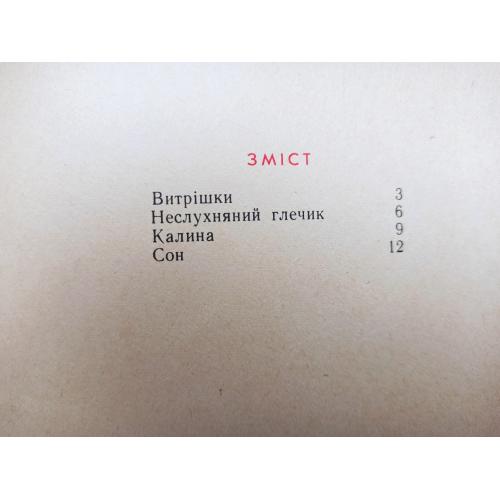 ЗМІСТ
Витрішки 3
Неслухняний глечик 6
Калина 9
Сон 12